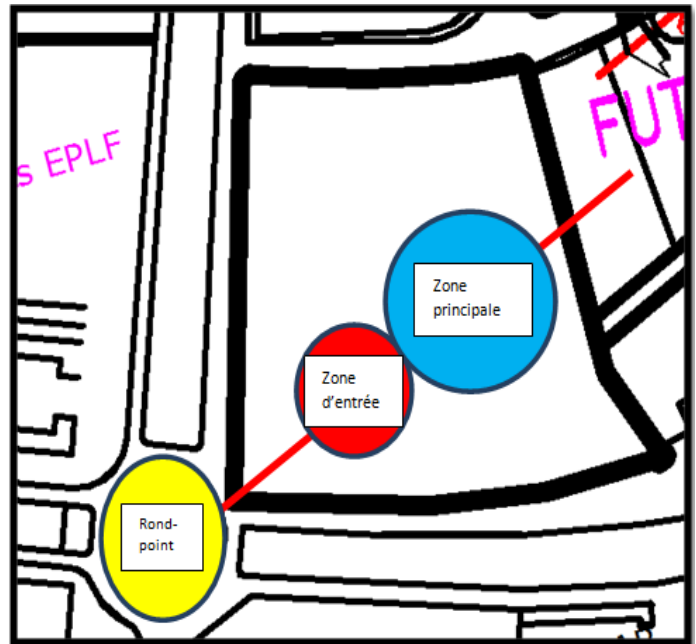 s EPLF
FUT
Zone
principale
Zone
d'entrée
Rond-
point